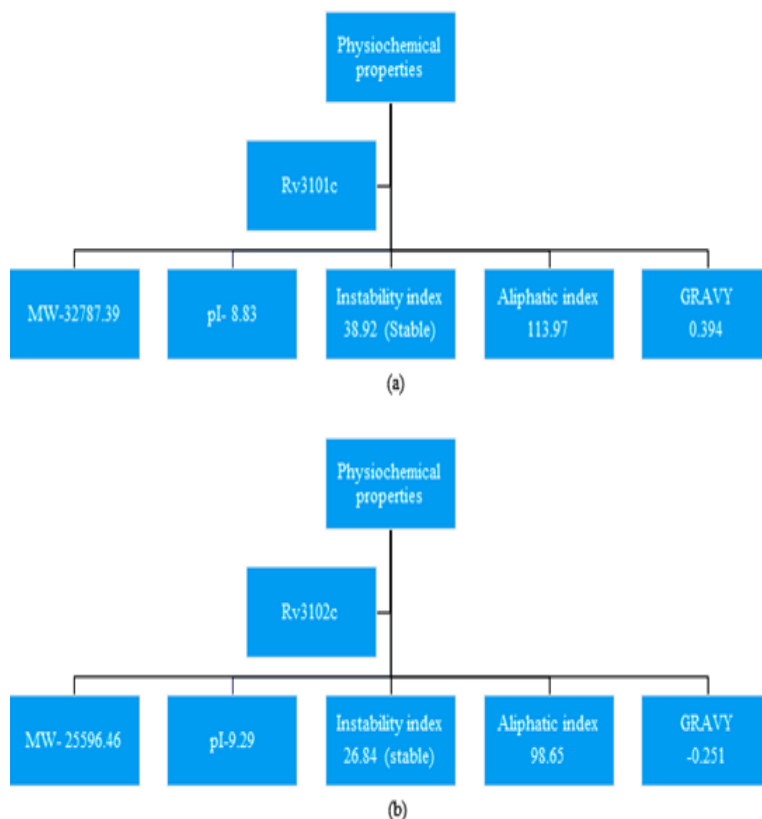 Physiochemical
properties
Rv3101c
MW-32787.39
pI- 8.83
Instability index
38.92 (Stable)
Aliphatic index
113.97
GRAVY
0.394
(a)
Physiochemical
properties
Rv3102c
MW- 25596.46
pI-9.29
Instability index
26.84 (stable)
Aliphatic index
98.65
GRAVY
-0.251
(b)